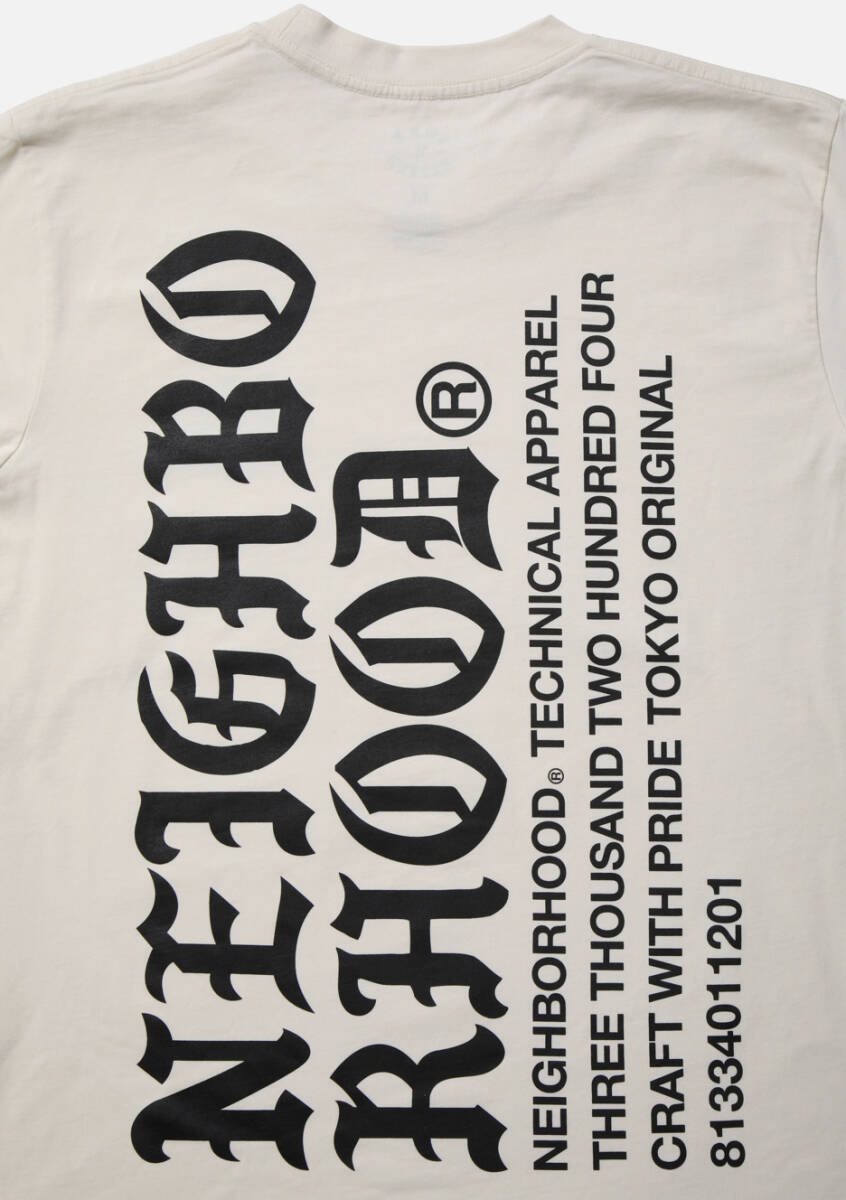 NEIGHBO
RHOOD®
NEIGHBORHOOD® TECHNICAL APPAREL
THREE THOUSAND TWO HUNDRED FOUR
CRAFT WITH PRIDE TOKYO ORIGINAL
81334011201